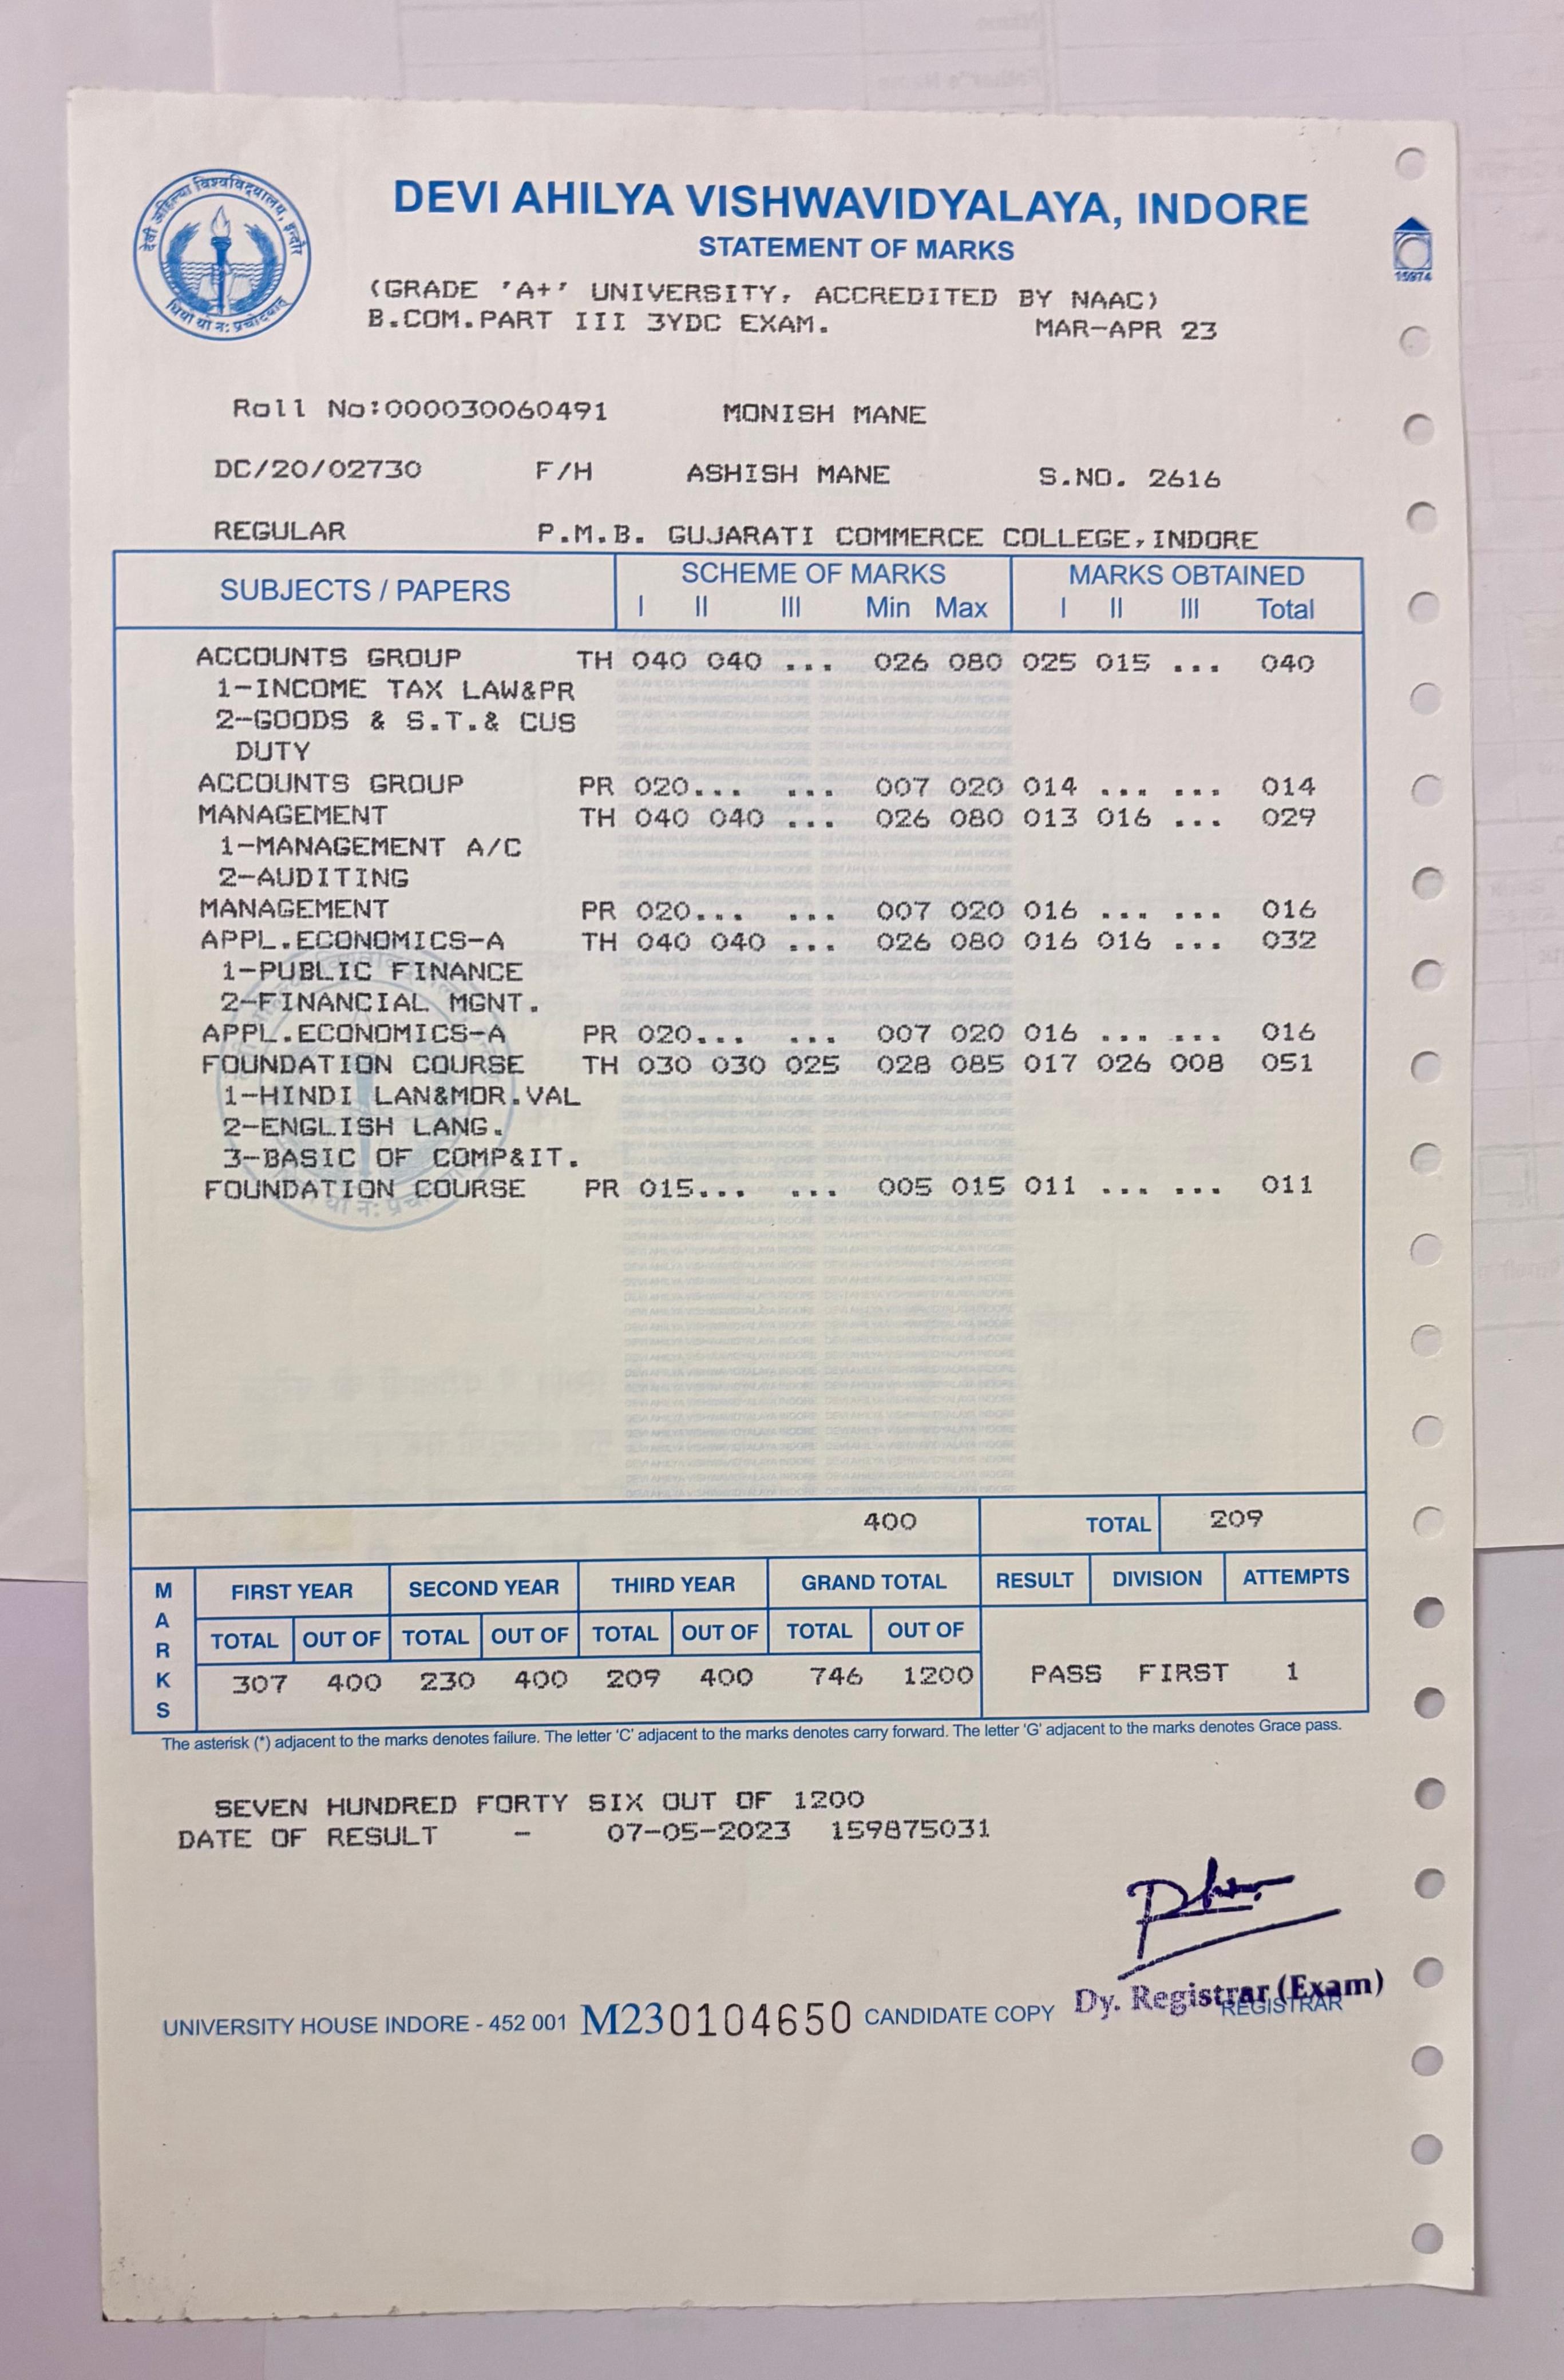 देवी अहिल्या विश्वविद्यालय, इन्दौर
धियो यो न: प्रचोदयात्
DEVI AHILYA VISHWAVIDYALAYA, INDORE
STATEMENT OF MARKS
15974
(GRADE 'A+' UNIVERSITY, ACCREDITED BY NAAC)
B.COM.PART III 3YDC EXAM. MAR-APR 23
Roll No:000030060491 MONISH MANE
DC/20/02730 F/H ASHISH MANE S.NO. 2616
REGULAR P.M.B. GUJARATI COMMERCE COLLEGE,INDORE
SUBJECTS / PAPERS SCHEME OF MARKS MARKS OBTAINED
I II III Min Max I II III Total
ACCOUNTS GROUP TH 040 040 ... 026 080 025 015 ... 040
1-INCOME TAX LAW&PR
2-GOODS & S.T.& CUS
DUTY
ACCOUNTS GROUP PR 020... ... 007 020 014 ... ... 014
MANAGEMENT TH 040 040 ... 026 080 013 016 ... 029
1-MANAGEMENT A/C
2-AUDITING
MANAGEMENT PR 020... ... 007 020 016 ... ... 016
APPL.ECONOMICS-A TH 040 040 ... 026 080 016 016 ... 032
1-PUBLIC FINANCE
2-FINANCIAL MGNT.
APPL.ECONOMICS-A PR 020... ... 007 020 016 ... ... 016
FOUNDATION COURSE TH 030 030 025 028 085 017 026 008 051
1-HINDI LAN&MOR.VAL
2-ENGLISH LANG.
3-BASIC OF COMP&IT.
FOUNDATION COURSE PR 015... ... 005 015 011 ... ... 011
400 TOTAL 209
MARKS FIRST YEAR SECOND YEAR THIRD YEAR GRAND TOTAL RESULT DIVISION ATTEMPTS
TOTAL OUT OF TOTAL OUT OF TOTAL OUT OF TOTAL OUT OF
307 400 230 400 209 400 746 1200 PASS FIRST 1
The asterisk (*) adjacent to the marks denotes failure. The letter 'C' adjacent to the marks denotes carry forward. The letter 'G' adjacent to the marks denotes Grace pass.
SEVEN HUNDRED FORTY SIX OUT OF 1200
DATE OF RESULT - 07-05-2023 159875031
Dy. Registrar (Exam)
REGISTRAR
UNIVERSITY HOUSE INDORE - 452 001 M230104650 CANDIDATE COPY